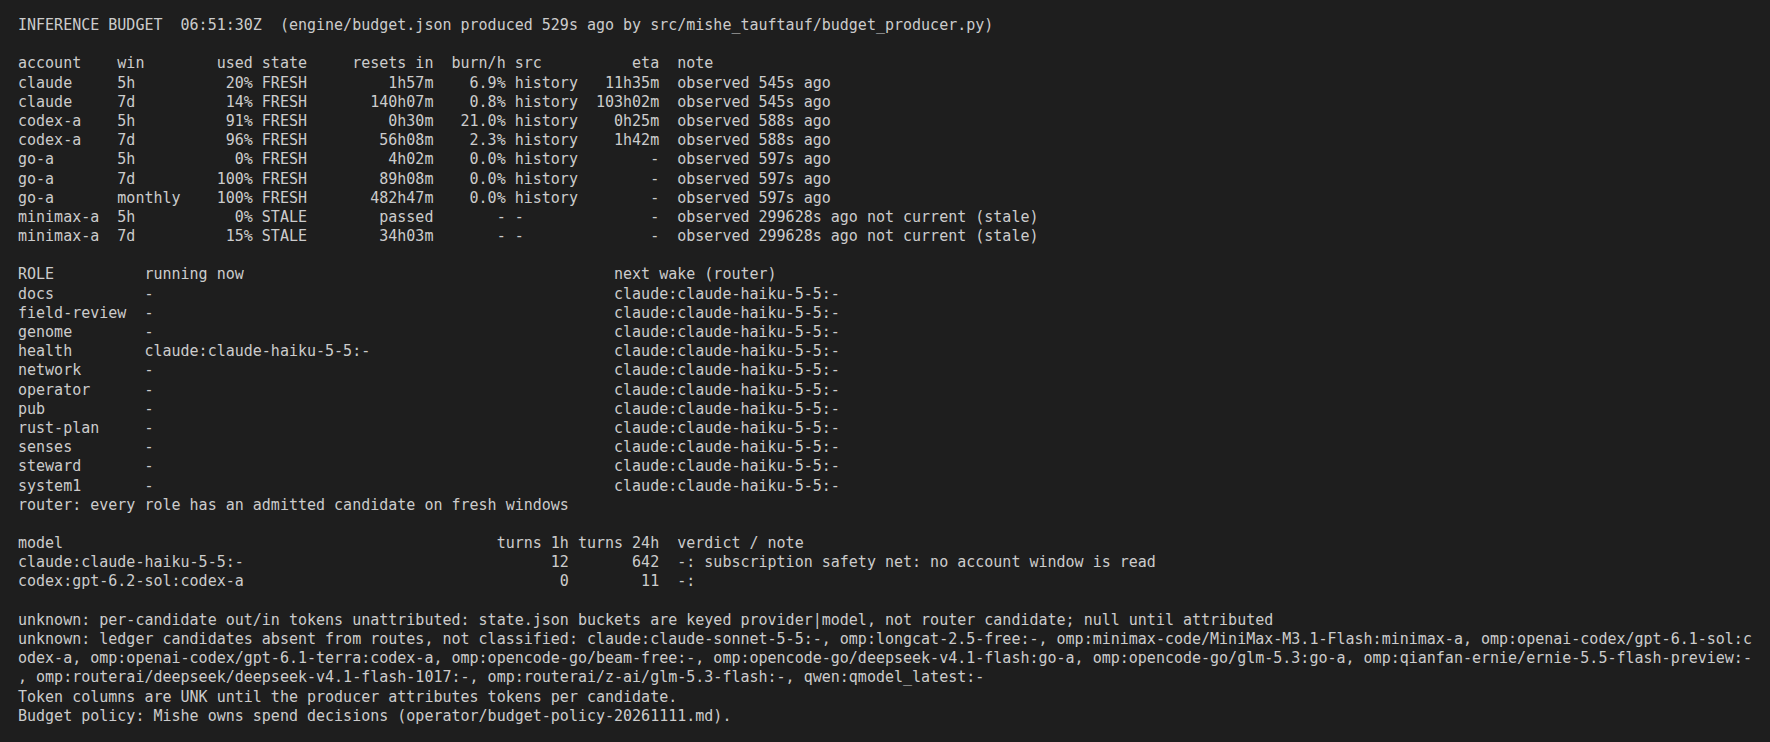 INFERENCE BUDGET  06:51:30Z  (engine/budget.json produced 529s ago by src/mishe_tauftauf/budget_producer.py)

account    win        used state     resets in  burn/h src          eta  note
claude     5h          20% FRESH         1h57m    6.9% history   11h35m  observed 545s ago
claude     7d          14% FRESH       140h07m    0.8% history  103h02m  observed 545s ago
codex-a    5h          91% FRESH         0h30m   21.0% history    0h25m  observed 588s ago
codex-a    7d          96% FRESH        56h08m    2.3% history    1h42m  observed 588s ago
go-a       5h           0% FRESH         4h02m    0.0% history        -  observed 597s ago
go-a       7d         100% FRESH        89h08m    0.0% history        -  observed 597s ago
go-a       monthly    100% FRESH       482h47m    0.0% history        -  observed 597s ago
minimax-a  5h           0% STALE        passed       - -              -  observed 299628s ago not current (stale)
minimax-a  7d          15% STALE        34h03m       - -              -  observed 299628s ago not current (stale)

ROLE          running now                                         next wake (router)
docs          -                                                   claude:claude-haiku-5-5:-
field-review  -                                                   claude:claude-haiku-5-5:-
genome        -                                                   claude:claude-haiku-5-5:-
health        claude:claude-haiku-5-5:-                           claude:claude-haiku-5-5:-
network       -                                                   claude:claude-haiku-5-5:-
operator      -                                                   claude:claude-haiku-5-5:-
pub           -                                                   claude:claude-haiku-5-5:-
rust-plan     -                                                   claude:claude-haiku-5-5:-
senses        -                                                   claude:claude-haiku-5-5:-
steward       -                                                   claude:claude-haiku-5-5:-
system1       -                                                   claude:claude-haiku-5-5:-
router: every role has an admitted candidate on fresh windows

model                                                turns 1h turns 24h  verdict / note
claude:claude-haiku-5-5:-                                  12       642  -: subscription safety net: no account window is read
codex:gpt-6.2-sol:codex-a                                   0        11  -:

unknown: per-candidate out/in tokens unattributed: state.json buckets are keyed provider|model, not router candidate; null until attributed
unknown: ledger candidates absent from routes, not classified: claude:claude-sonnet-5-5:-, omp:longcat-2.5-free:-, omp:minimax-code/MiniMax-M3.1-Flash:minimax-a, omp:openai-codex/gpt-6.1-sol:c
odex-a, omp:openai-codex/gpt-6.1-terra:codex-a, omp:opencode-go/beam-free:-, omp:opencode-go/deepseek-v4.1-flash:go-a, omp:opencode-go/glm-5.3:go-a, omp:qianfan-ernie/ernie-5.5-flash-preview:-
, omp:routerai/deepseek/deepseek-v4.1-flash-1017:-, omp:routerai/z-ai/glm-5.3-flash:-, qwen:qmodel_latest:-
Token columns are UNK until the producer attributes tokens per candidate.
Budget policy: Mishe owns spend decisions (operator/budget-policy-20261111.md).